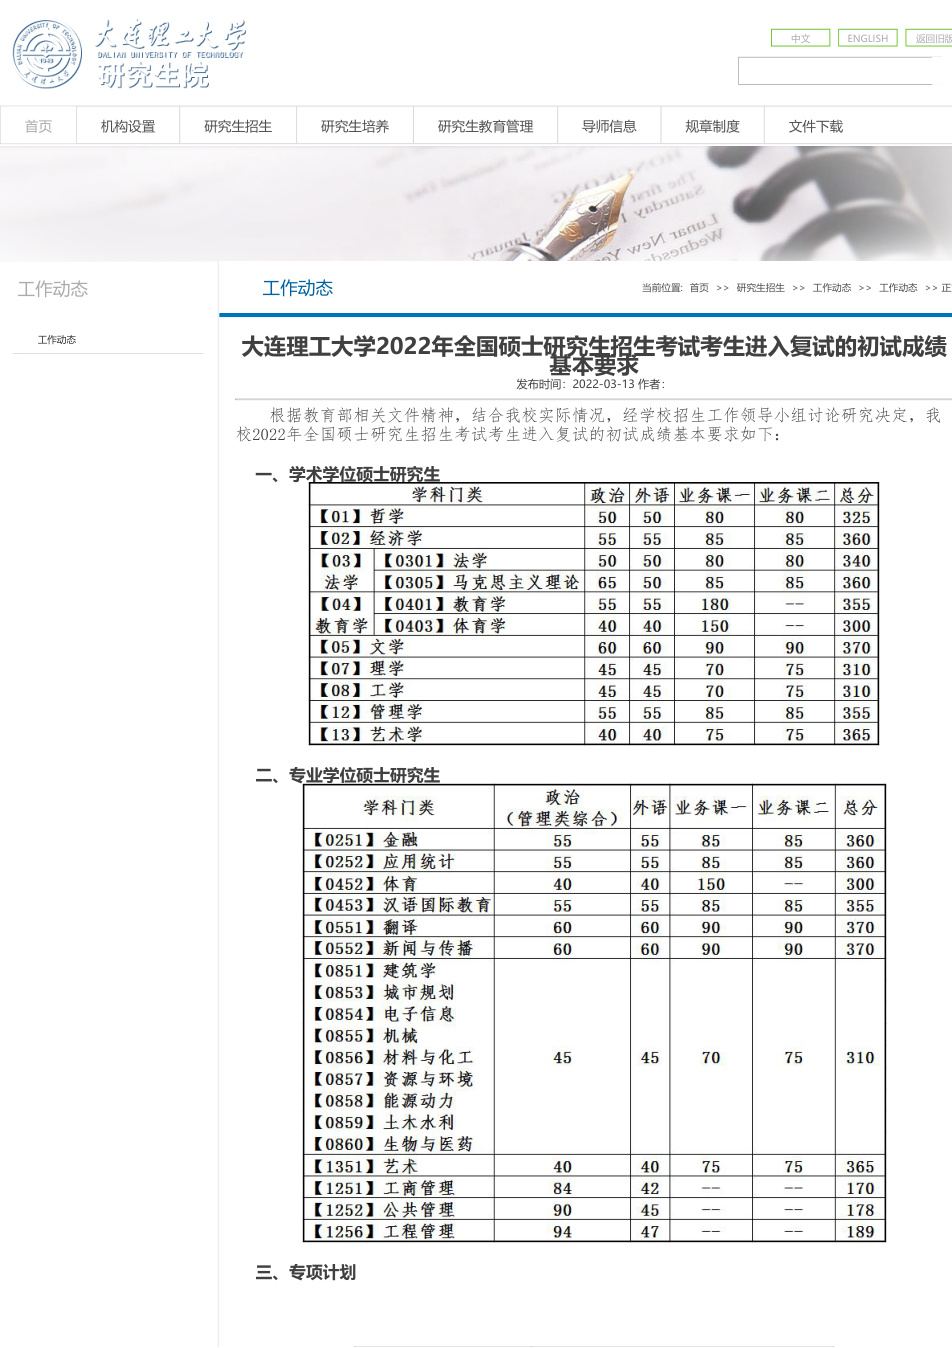 大连理工大学
DALIAN UNIVERSITY OF TECHNOLOGY
研究生院
中文 ENGLISH 返回旧版
首页 机构设置 研究生招生 研究生培养 研究生教育管理 导师信息 规章制度 文件下载
工作动态
工作动态
工作动态
当前位置: 首页 >> 研究生招生 >> 工作动态 >> 工作动态 >> 正
大连理工大学2022年全国硕士研究生招生考试考生进入复试的初试成绩
基本要求
发布时间：2022-03-13 作者：
根据教育部相关文件精神，结合我校实际情况，经学校招生工作领导小组讨论研究决定，我
校2022年全国硕士研究生招生考试考生进入复试的初试成绩基本要求如下：
一、学术学位硕士研究生
学科门类 政治 外语 业务课一 业务课二 总分
【01】哲学 50 50 80 80 325
【02】经济学 55 55 85 85 360
【03】法学 【0301】法学 50 50 80 80 340
【0305】马克思主义理论 65 50 85 85 360
【04】教育学 【0401】教育学 55 55 180 -- 355
【0403】体育学 40 40 150 -- 300
【05】文学 60 60 90 90 370
【07】理学 45 45 70 75 310
【08】工学 45 45 70 75 310
【12】管理学 55 55 85 85 355
【13】艺术学 40 40 75 75 365
二、专业学位硕士研究生
学科门类 政治（管理类综合） 外语 业务课一 业务课二 总分
【0251】金融 55 55 85 85 360
【0252】应用统计 55 55 85 85 360
【0452】体育 40 40 150 -- 300
【0453】汉语国际教育 55 55 85 85 355
【0551】翻译 60 60 90 90 370
【0552】新闻与传播 60 60 90 90 370
【0851】建筑学
【0853】城市规划
【0854】电子信息
【0855】机械
【0856】材料与化工 45 45 70 75 310
【0857】资源与环境
【0858】能源动力
【0859】土木水利
【0860】生物与医药
【1351】艺术 40 40 75 75 365
【1251】工商管理 84 42 -- -- 170
【1252】公共管理 90 45 -- -- 178
【1256】工程管理 94 47 -- -- 189
三、专项计划